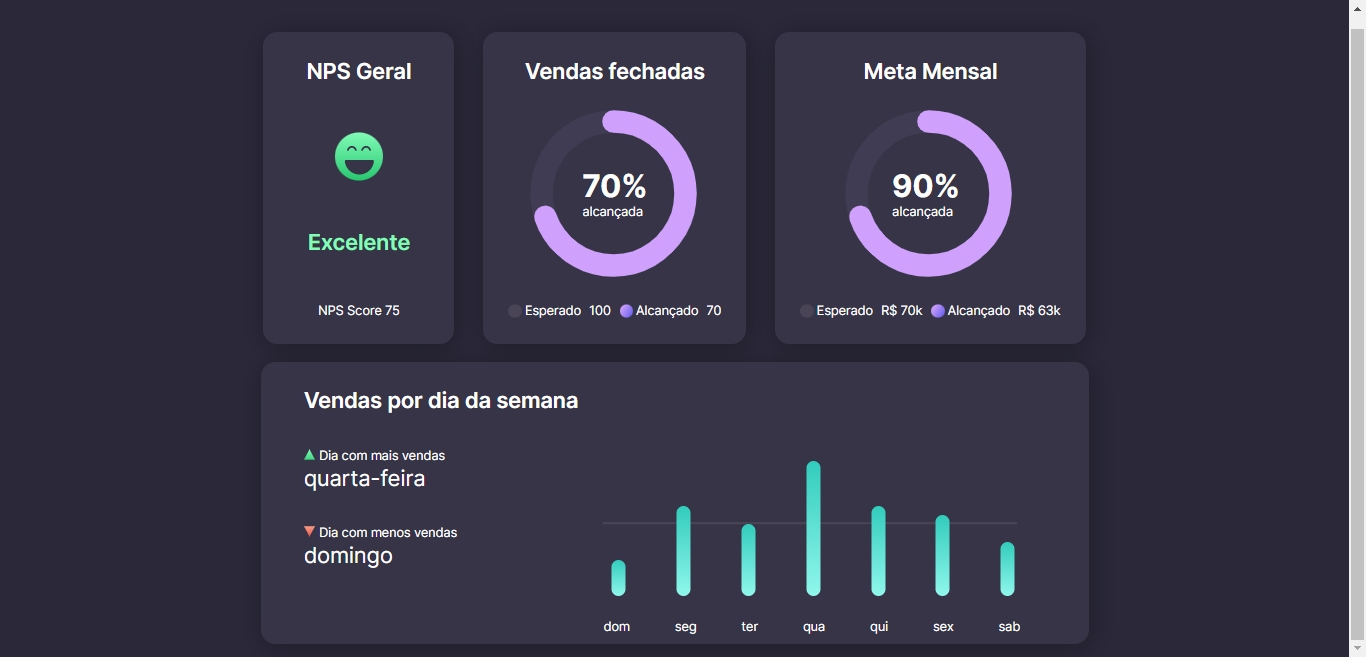 NPS Geral
Excelente
NPS Score 75
Vendas fechadas
70%
alcançada
Esperado 100 Alcançado 70
Meta Mensal
90%
alcançada
Esperado R$ 70k Alcançado R$ 63k
Vendas por dia da semana
Dia com mais vendas
quarta-feira
Dia com menos vendas
domingo
dom seg ter qua qui sex sab